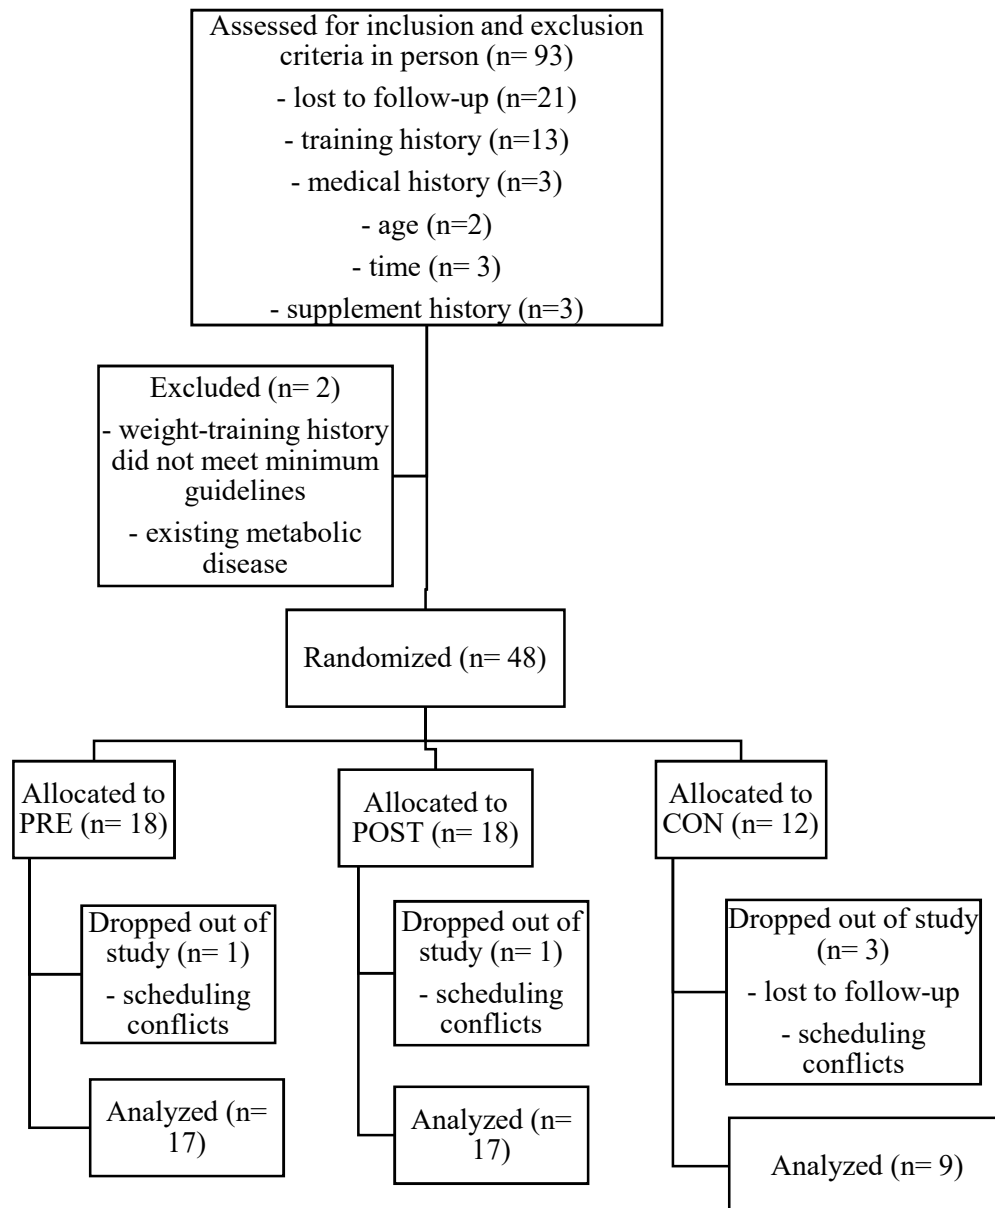 Assessed for inclusion and exclusion
criteria in person (n= 93)
- lost to follow-up (n=21)
- training history (n=13)
- medical history (n=3)
- age (n=2)
- time (n= 3)
- supplement history (n=3)
Excluded (n= 2)
- weight-training history
did not meet minimum
guidelines
- existing metabolic
disease
Randomized (n= 48)
Allocated to
PRE (n= 18)
Allocated to
POST (n= 18)
Allocated to
CON (n= 12)
Dropped out of
study (n= 1)
- scheduling
conflicts
Dropped out of
study (n= 1)
- scheduling
conflicts
Dropped out of study
(n= 3)
- lost to follow-up
- scheduling
conflicts
Analyzed (n=
17)
Analyzed (n=
17)
Analyzed (n= 9)